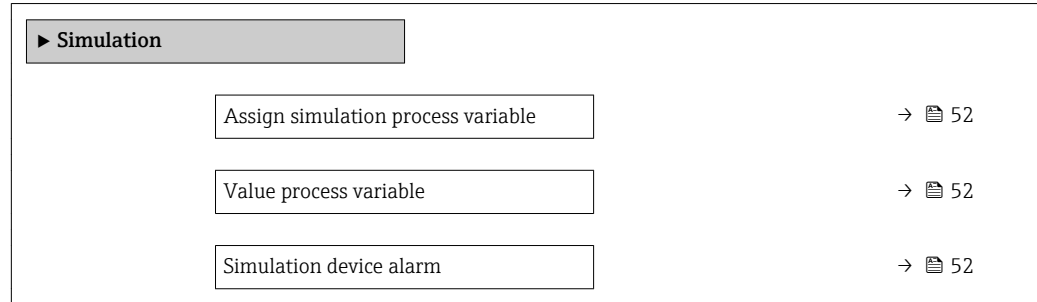 ► Simulation
Assign simulation process variable → 52
Value process variable → 52
Simulation device alarm → 52